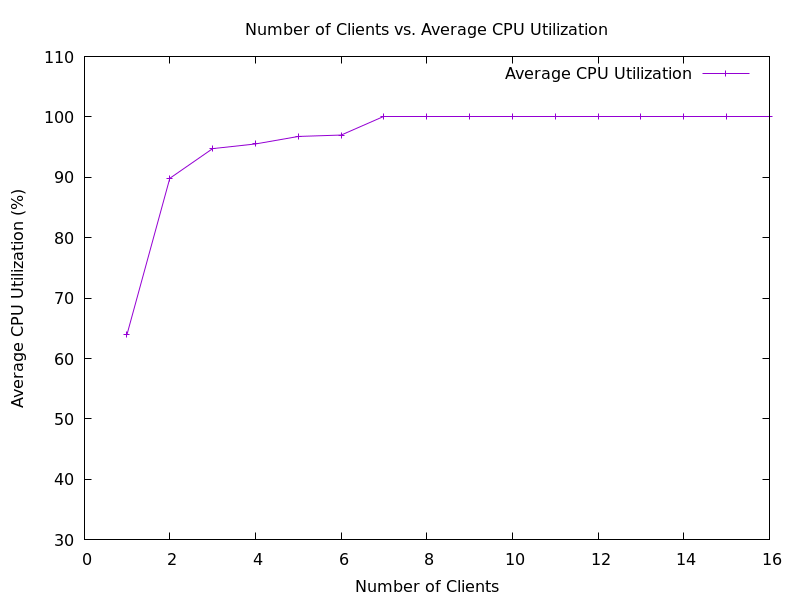 Number of Clients vs. Average CPU Utilization
110
Average CPU Utilization
100
90
80
70
60
50
40
30
Average CPU Utilization (%)
0 2 4 6 8 10 12 14 16
Number of Clients